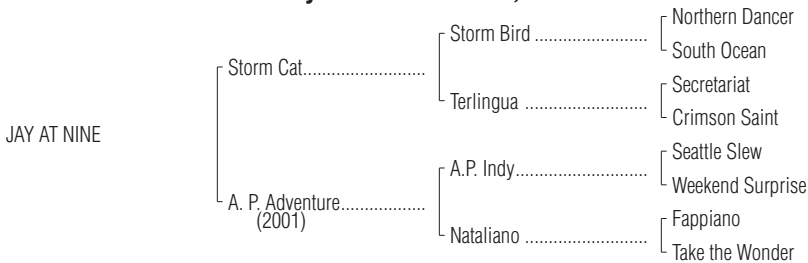 Northern Dancer
Storm Bird ..............................
South Ocean
Storm Cat..........................
Secretariat
Terlingua ...............................
Crimson Saint
JAY AT NINE
Seattle Slew
A.P. Indy.................................
Weekend Surprise
A. P. Adventure..................
(2001)
Fappiano
Nataliano ...............................
Take the Wonder